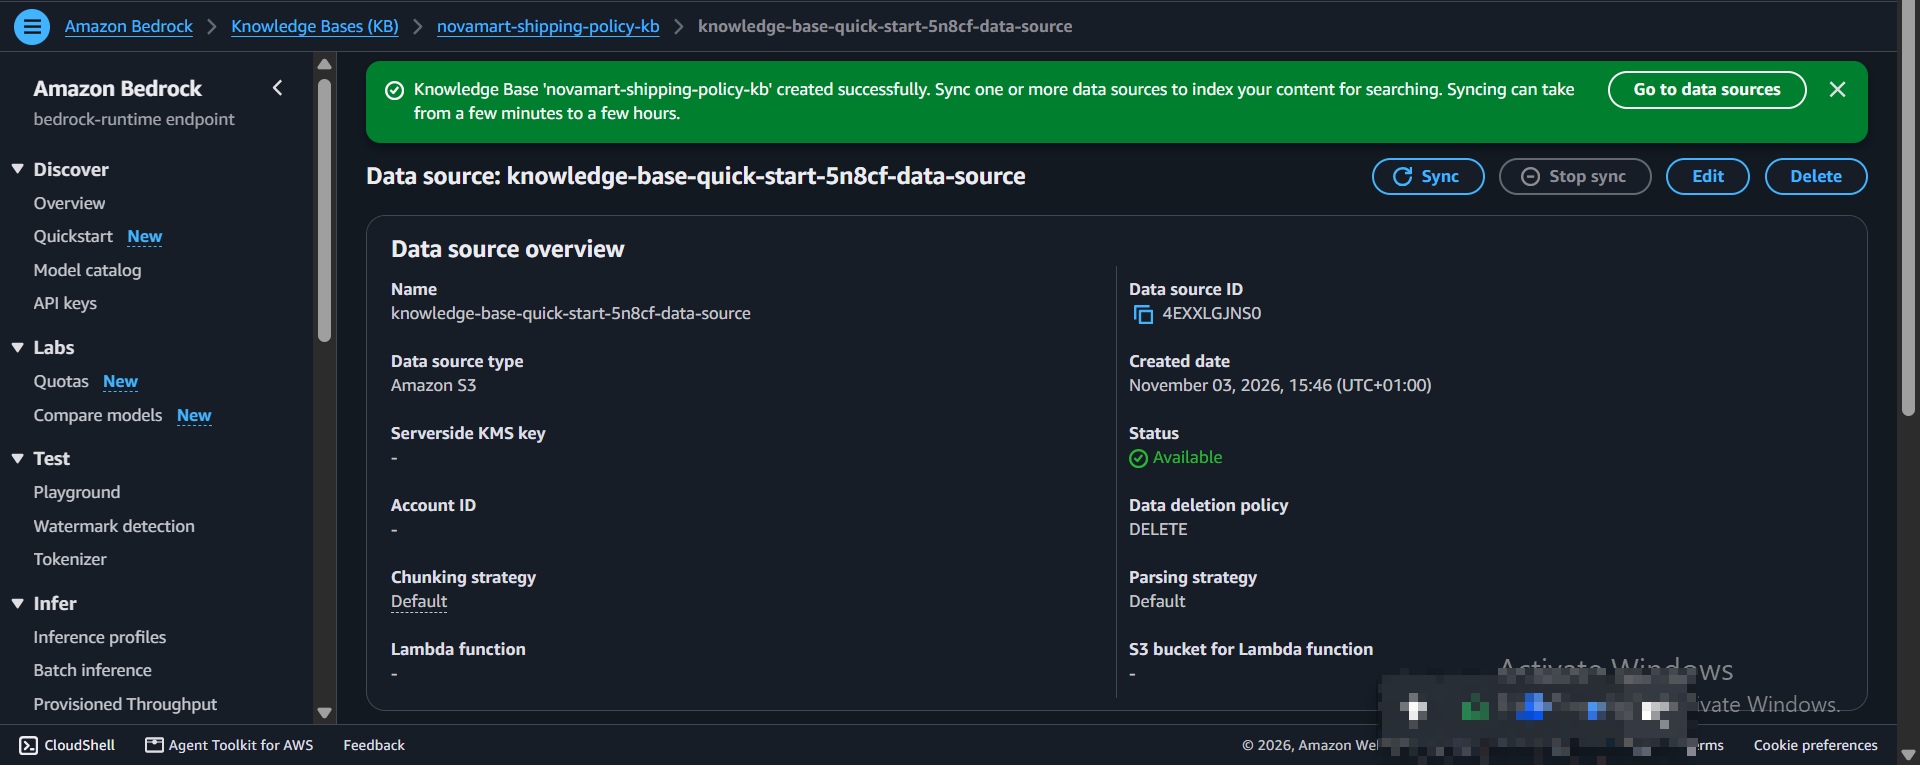 Amazon Bedrock > Knowledge Bases (KB) > novamart-shipping-policy-kb > knowledge-base-quick-start-5n8cf-data-source
Amazon Bedrock
bedrock-runtime endpoint
Discover
Overview
Quickstart New
Model catalog
API keys
Labs
Quotas New
Compare models New
Test
Playground
Watermark detection
Tokenizer
Infer
Inference profiles
Batch inference
Provisioned Throughput
Knowledge Base 'novamart-shipping-policy-kb' created successfully. Sync one or more data sources to index your content for searching. Syncing can take
from a few minutes to a few hours.
Go to data sources
Data source: knowledge-base-quick-start-5n8cf-data-source
Sync
Stop sync
Edit
Delete
Data source overview
Name
knowledge-base-quick-start-5n8cf-data-source
Data source type
Amazon S3
Serverside KMS key
-
Account ID
-
Chunking strategy
Default
Lambda function
-
Data source ID
4EXXLGJNS0
Created date
November 03, 2026, 15:46 (UTC+01:00)
Status
Available
Data deletion policy
DELETE
Parsing strategy
Default
S3 bucket for Lambda function
-
Activate Windows
Windows.
CloudShell
Agent Toolkit for AWS
Feedback
© 2026, Amazon
Cookie preferences